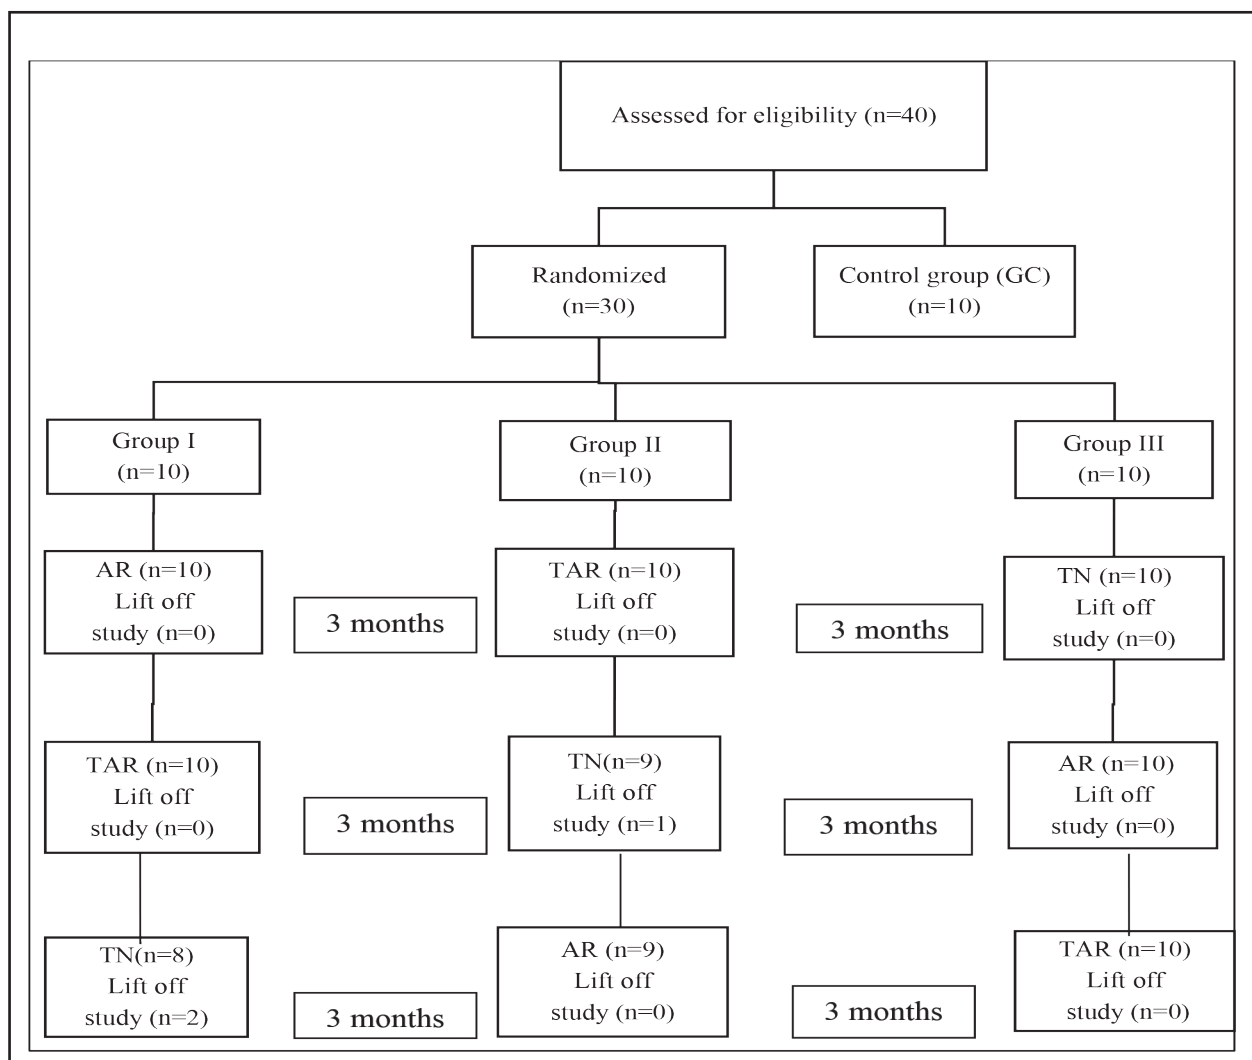 Assessed for eligibility (n=40)
Randomized
(n=30)
Control group (GC)
(n=10)
Group I
(n=10)
Group II
(n=10)
Group III
(n=10)
AR (n=10)
Lift off
study (n=0)
3 months
TAR (n=10)
Lift off
study (n=0)
3 months
TN (n=10)
Lift off
study (n=0)
TAR (n=10)
Lift off
study (n=0)
3 months
TN(n=9)
Lift off
study (n=1)
3 months
AR (n=10)
Lift off
study (n=0)
TN(n=8)
Lift off
study (n=2)
3 months
AR (n=9)
Lift off
study (n=0)
3 months
TAR (n=10)
Lift off
study (n=0)